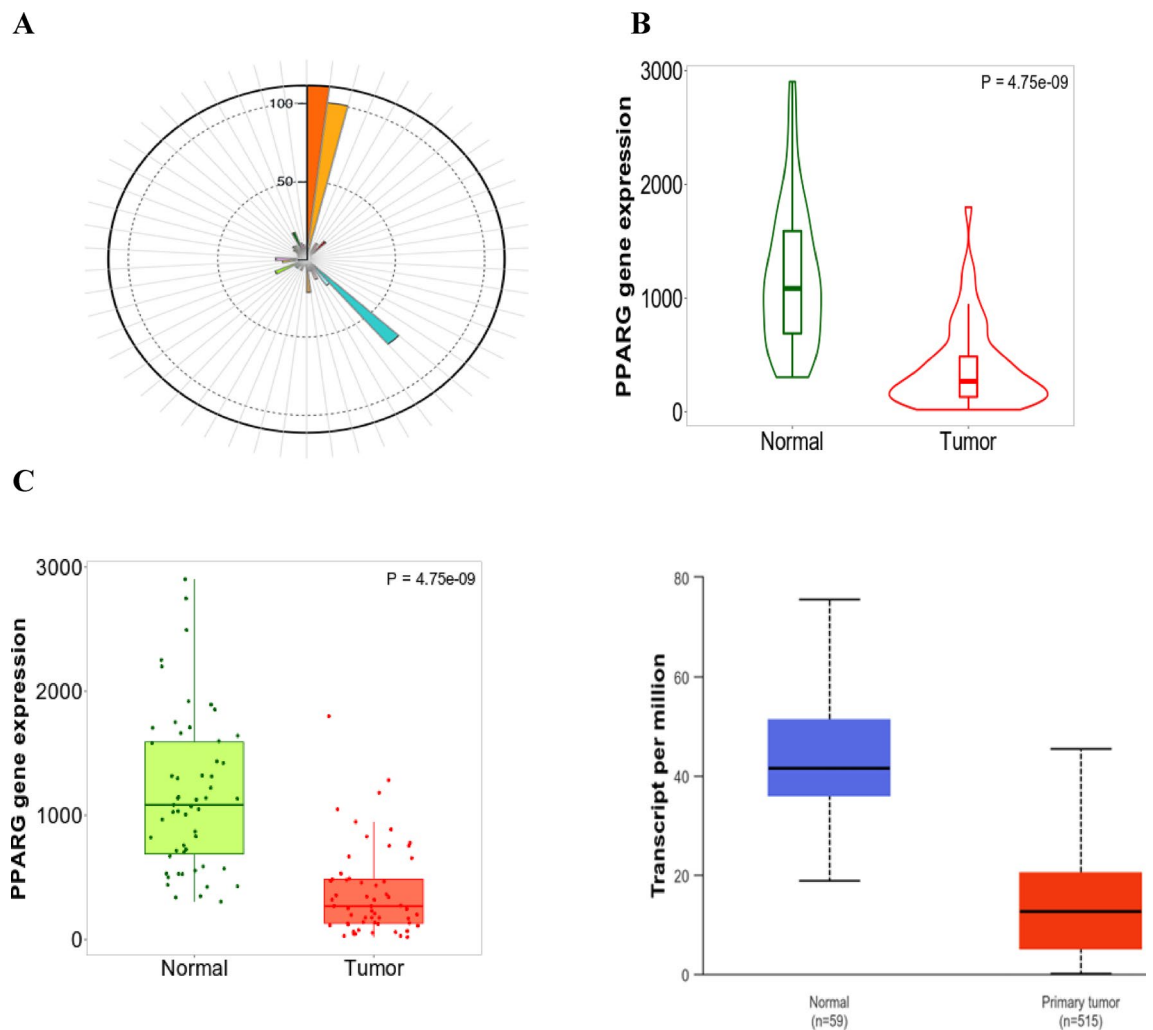 A
100
50
B
PPARG gene expression
3000
2000
1000
0
P = 4.75e-09
Normal
Tumor
C
PPARG gene expression
3000
2000
1000
0
P = 4.75e-09
Normal
Tumor
Transcript per million
80
60
40
20
0
Normal
(n=59)
Primary tumor
(n=515)